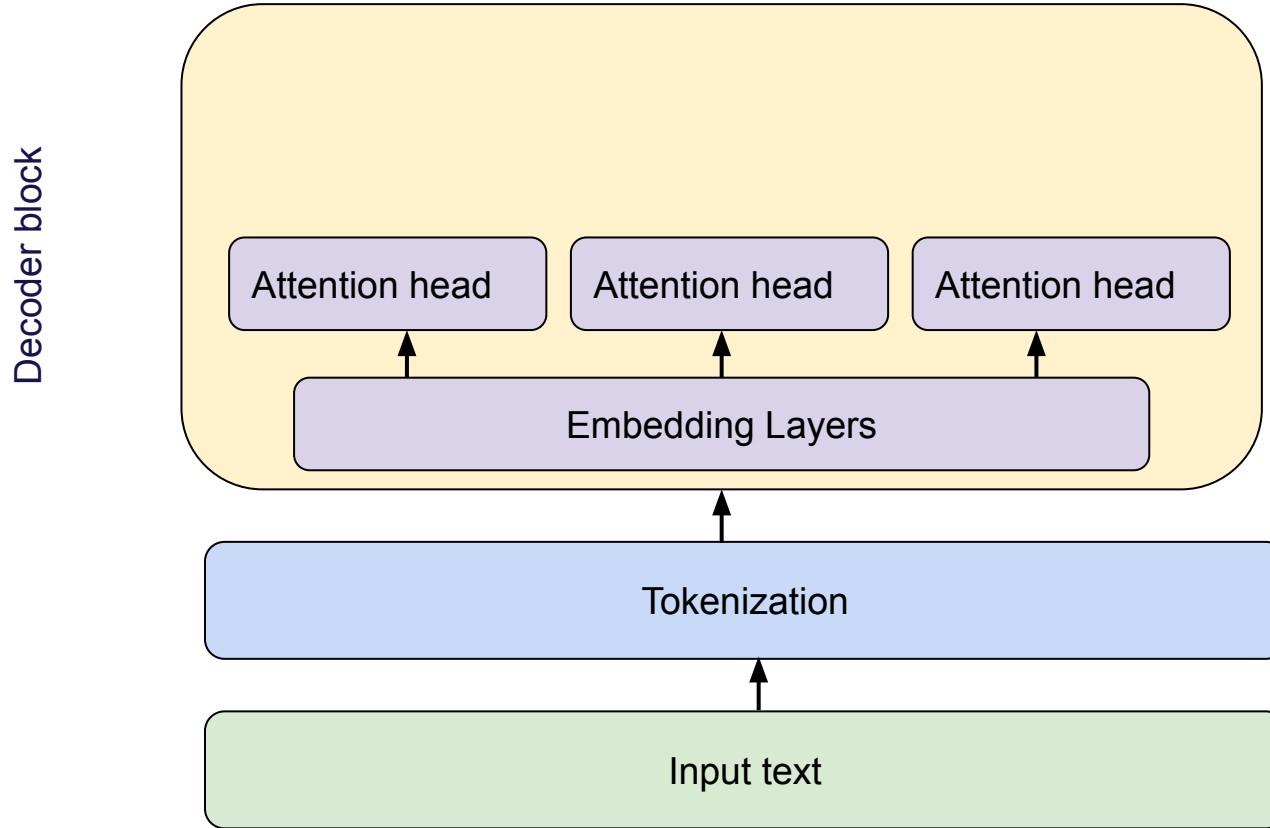 Decoder block
Attention head
Attention head
Attention head
Embedding Layers
Tokenization
Input text